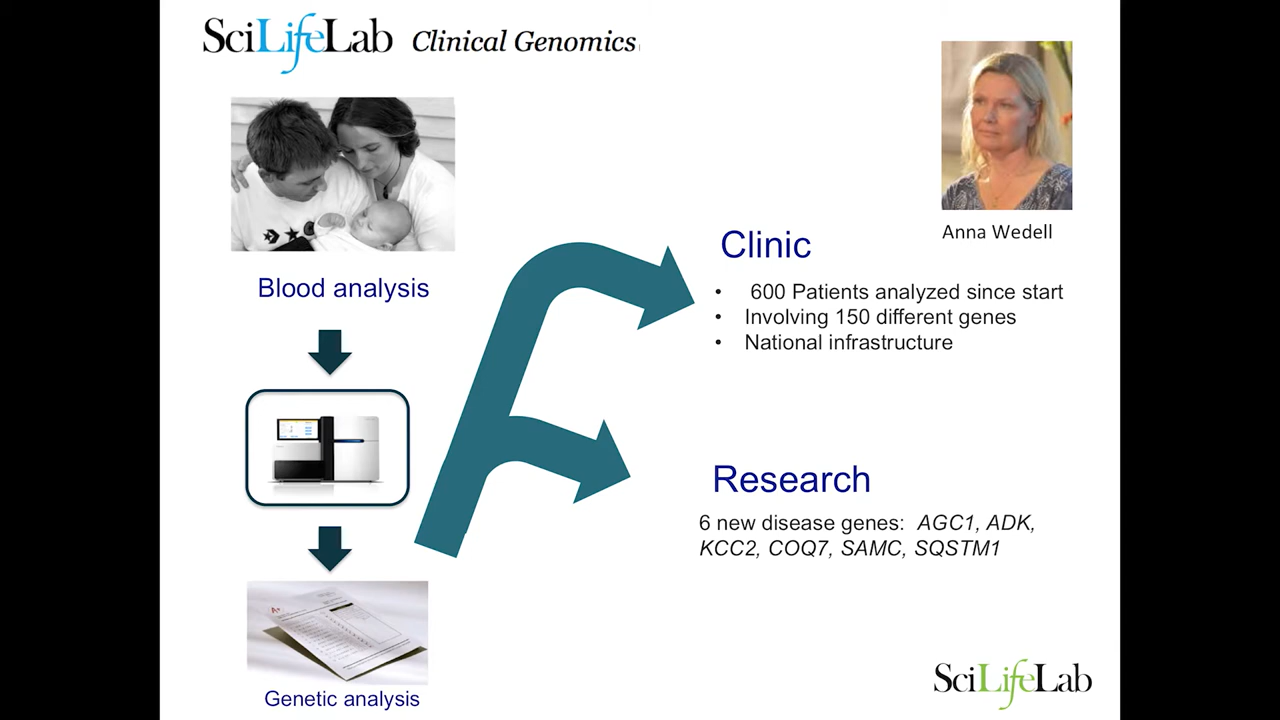 SciLifeLab Clinical Genomics
Anna Wedell
Blood analysis
Genetic analysis
Clinic
• 600 Patients analyzed since start
• Involving 150 different genes
• National infrastructure
Research
6 new disease genes: AGC1, ADK,
KCC2, COQ7, SAMC, SQSTM1
SciLifeLab